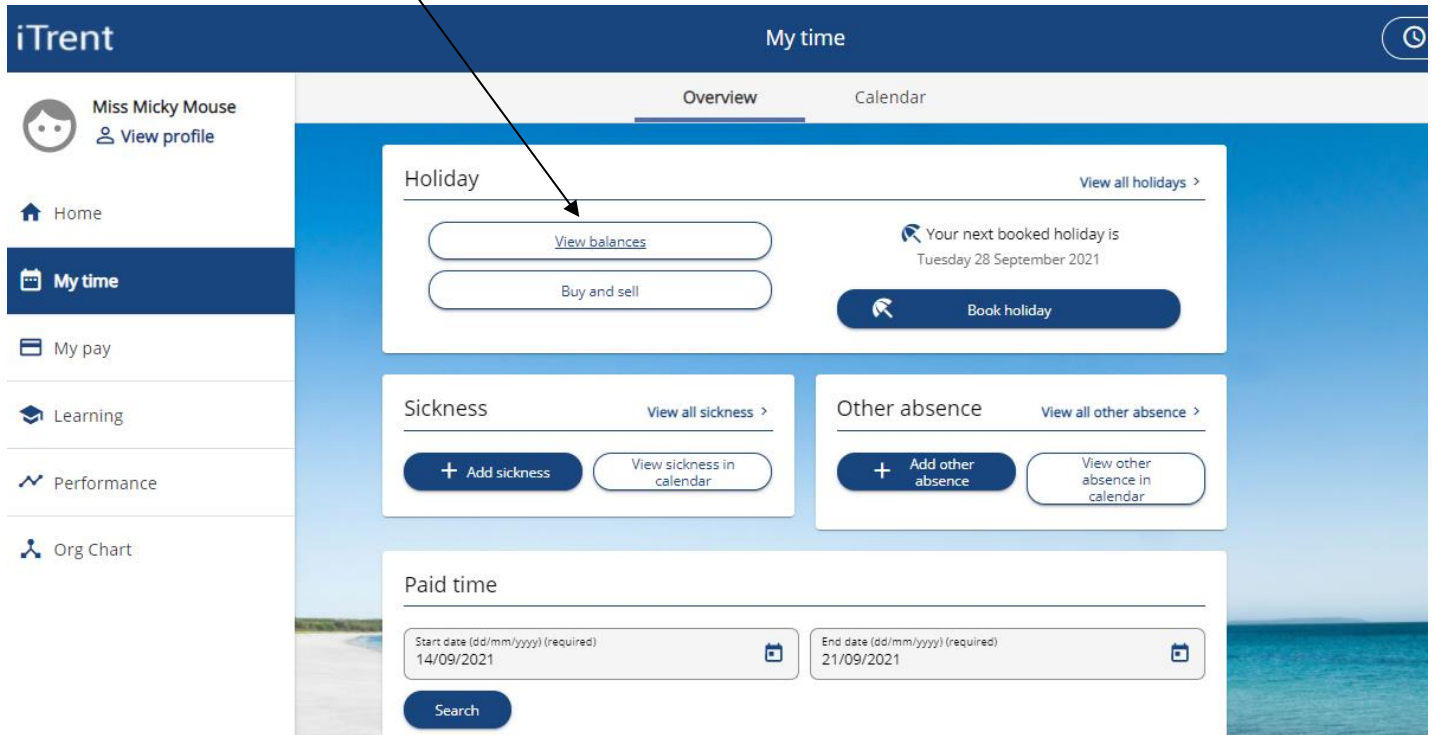 iTrent
My time
Miss Micky Mouse
View profile
Home
My time
My pay
Learning
Performance
Org Chart
Overview
Calendar
Holiday
View all holidays >
View balances
Buy and sell
Your next booked holiday is
Tuesday 28 September 2021
Book holiday
Sickness
View all sickness >
+ Add sickness
View sickness in
calendar
Other absence
View all other absence >
+ Add other
absence
View other
absence in
calendar
Paid time
Start date (dd/mm/yyyy) (required)
14/09/2021
End date (dd/mm/yyyy) (required)
21/09/2021
Search